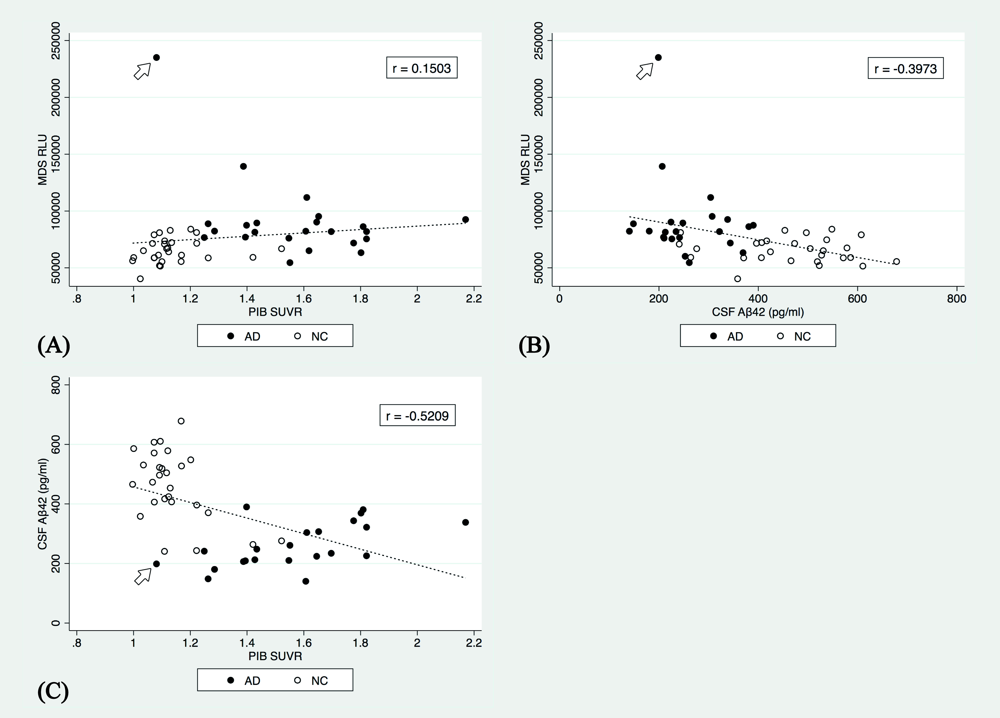 250000
200000
150000
100000
50000
MDS RLU
r = 0.1503
.8 1 1.2 1.4 1.6 1.8 2 2.2
PIB SUVR
AD NC
(A)
250000
200000
150000
100000
50000
MDS RLU
r = -0.3973
0 200 400 600 800
CSF Aβ42 (pg/ml)
AD NC
(B)
800
600
400
200
0
CSF Aβ42 (pg/ml)
r = -0.5209
.8 1 1.2 1.4 1.6 1.8 2 2.2
PIB SUVR
AD NC
(C)